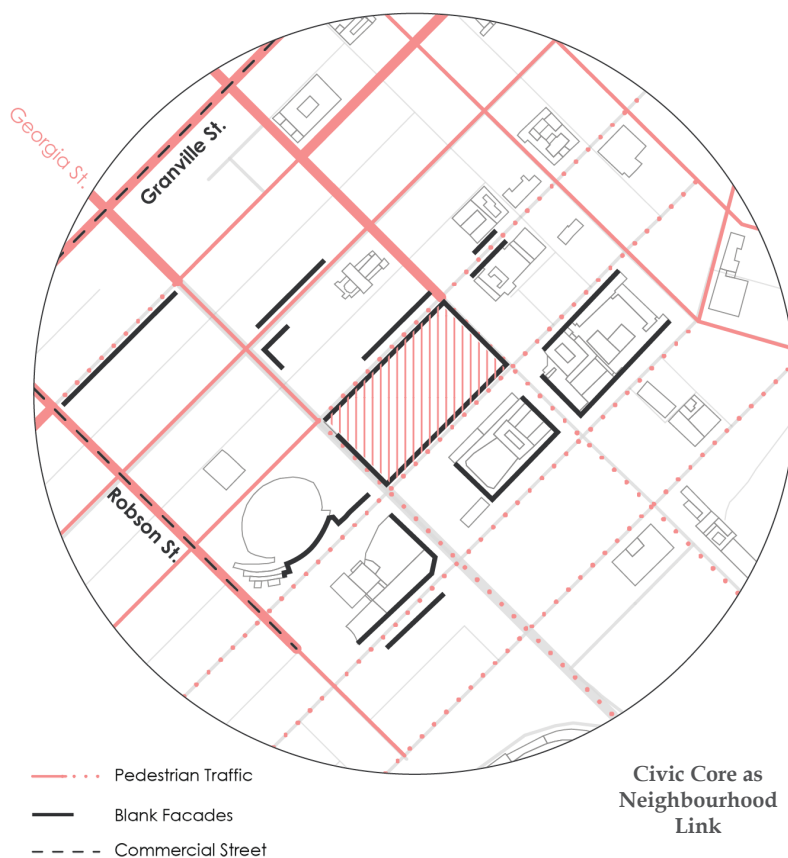 Georgia St.
Granville St.
Robson St.
Pedestrian Traffic
Blank Facades
Commercial Street
Civic Core as
Neighbourhood
Link